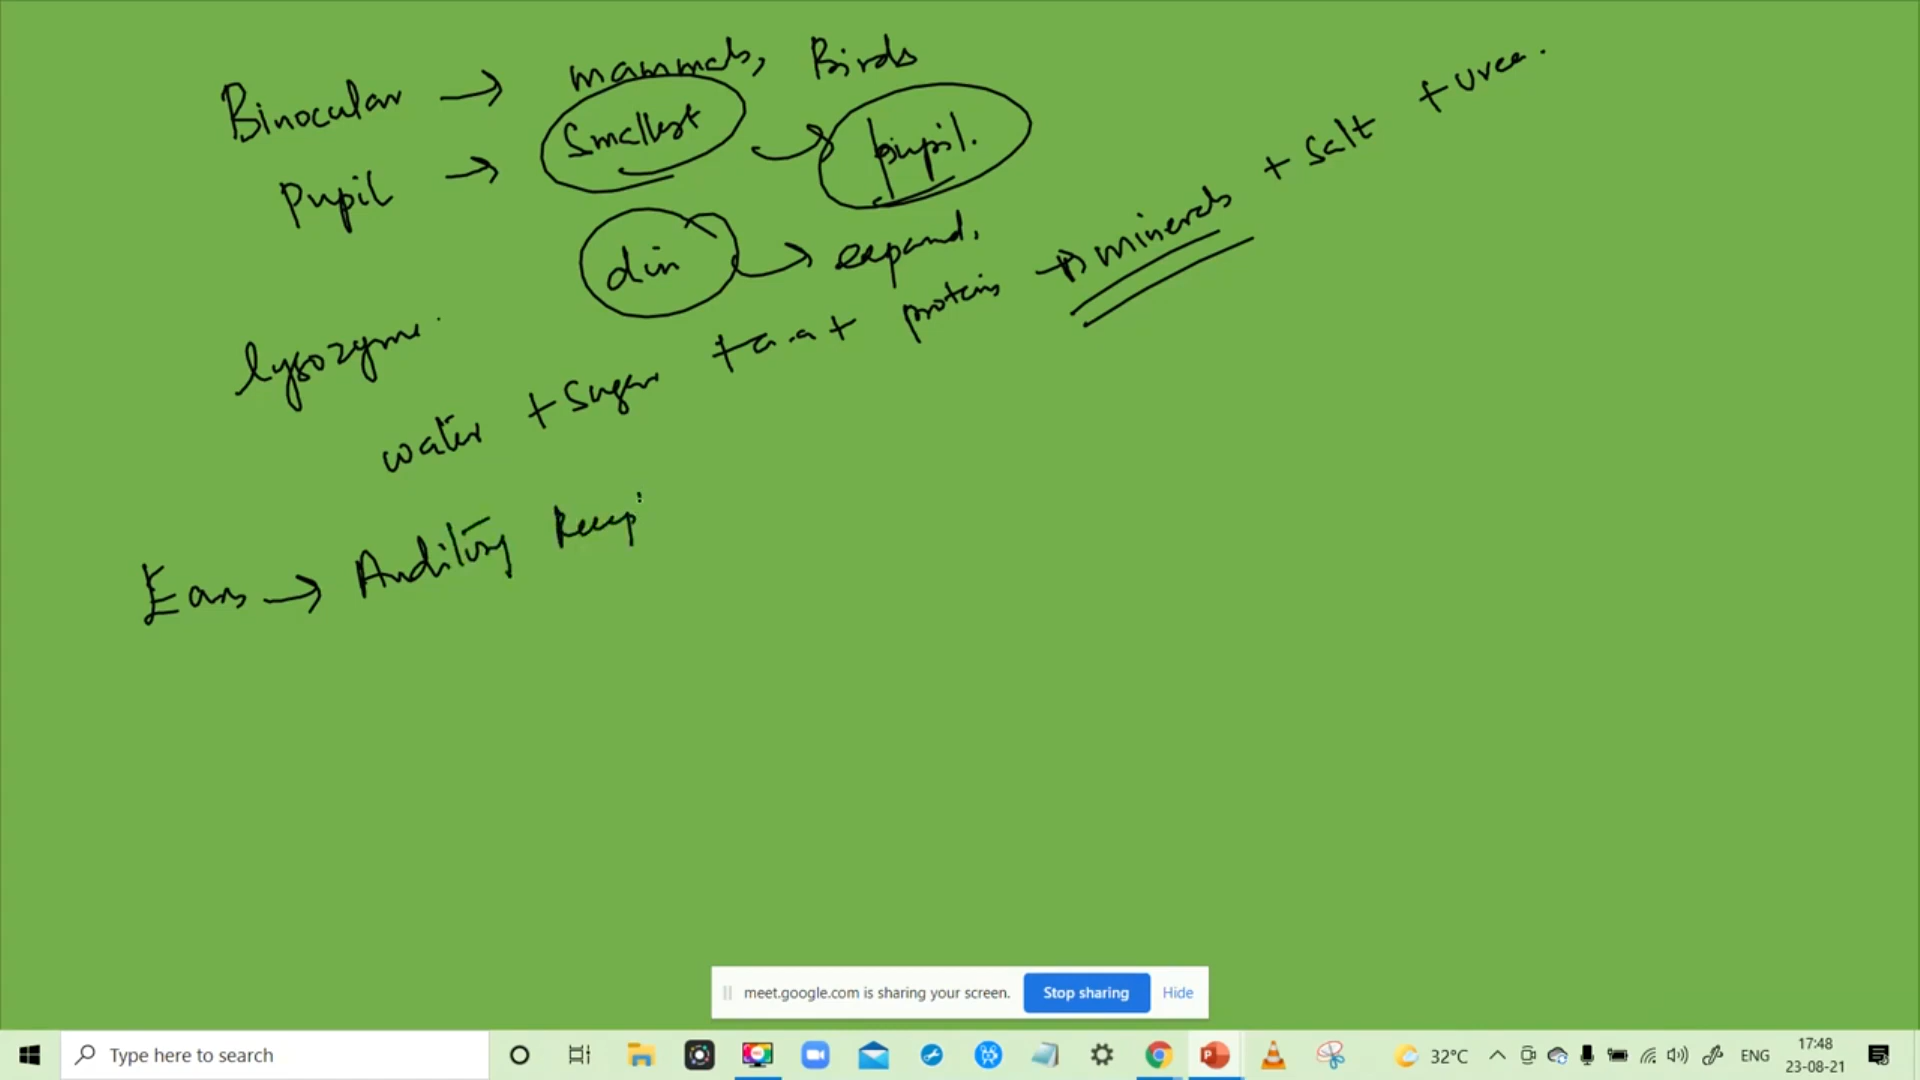 Binocular → mammals, Birds
Pupil → Smallest → pupil.
dim → expand.
lysozyme.
water + Sugar + a.a + protein → minerals + Salt + urea.
Ears → Auditory Recep
meet.google.com is sharing your screen. Stop sharing Hide
Type here to search
32°C ENG 17:48
23-08-21